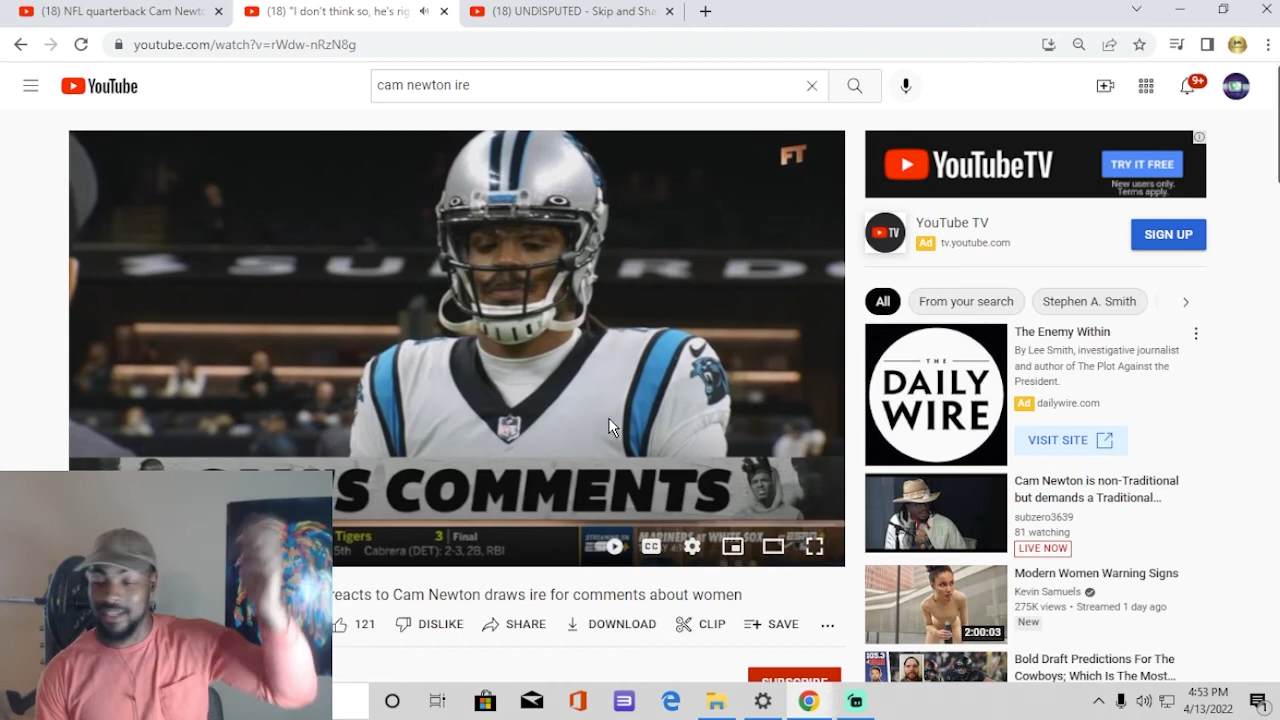 (18) NFL quarterback Cam Newto
(18) "I don't think so, he's rig
(18) UNDISPUTED - Skip and Sha
youtube.com/watch?v=rWdw-nRzN8g
YouTube
cam newton ire
9+
FT
S COMMENTS
Tigers 3 Final
5th Cabrera (DET): 2-3, 2B, RBI
STREAMING ON
CC
reacts to Cam Newton draws ire for comments about women
121
DISLIKE
SHARE
DOWNLOAD
CLIP
SAVE
SUBSCRIBE
YouTubeTV
TRY IT FREE
New users only.
Terms apply.
TV
YouTube TV
Ad tv.youtube.com
SIGN UP
All
From your search
Stephen A. Smith
THE
DAILY
WIRE
The Enemy Within
By Lee Smith, investigative journalist
and author of The Plot Against the
President.
Ad dailywire.com
VISIT SITE
Cam Newton is non-Traditional
but demands a Traditional...
subzero3639
81 watching
LIVE NOW
2:00:03
Modern Women Warning Signs
Kevin Samuels
275K views • Streamed 1 day ago
New
Bold Draft Predictions For The
Cowboys; Which Is The Most...
4:53 PM
4/13/2022